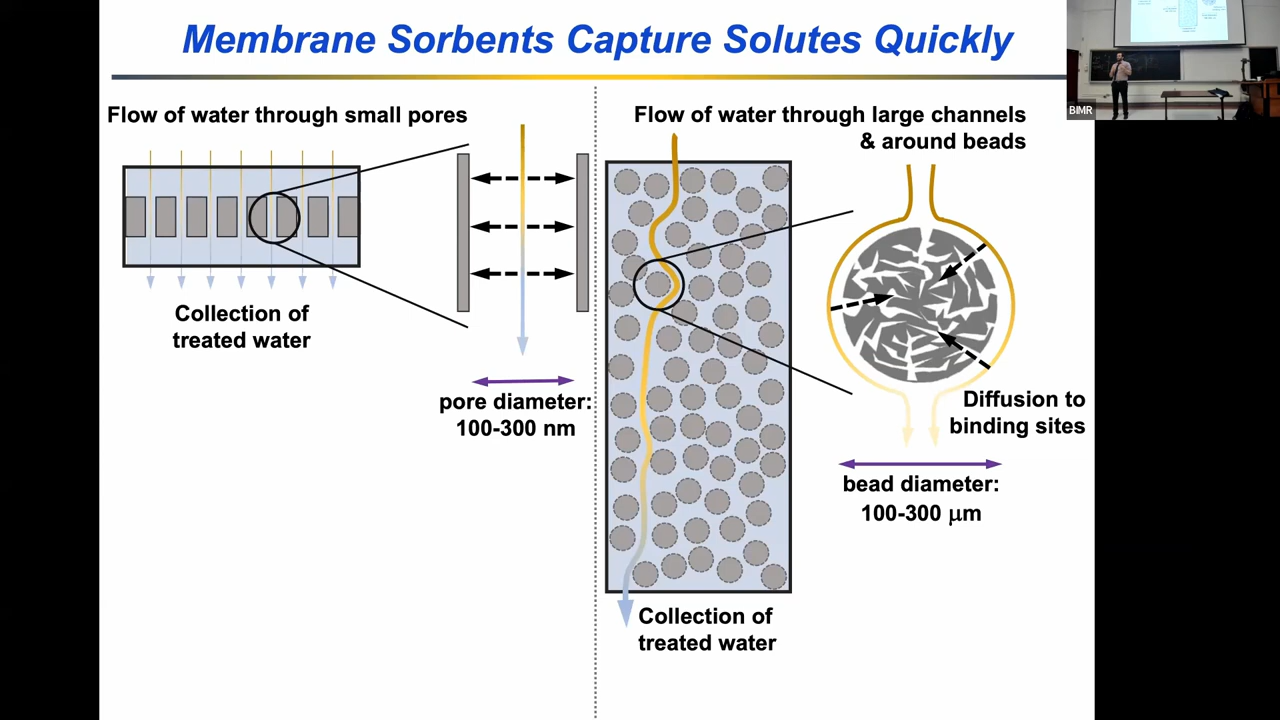 Membrane Sorbents Capture Solutes Quickly
Flow of water through small pores
Collection of
treated water
pore diameter:
100-300 nm
Flow of water through large channels
& around beads
Diffusion to
binding sites
bead diameter:
100-300 μm
Collection of
treated water
BIMR